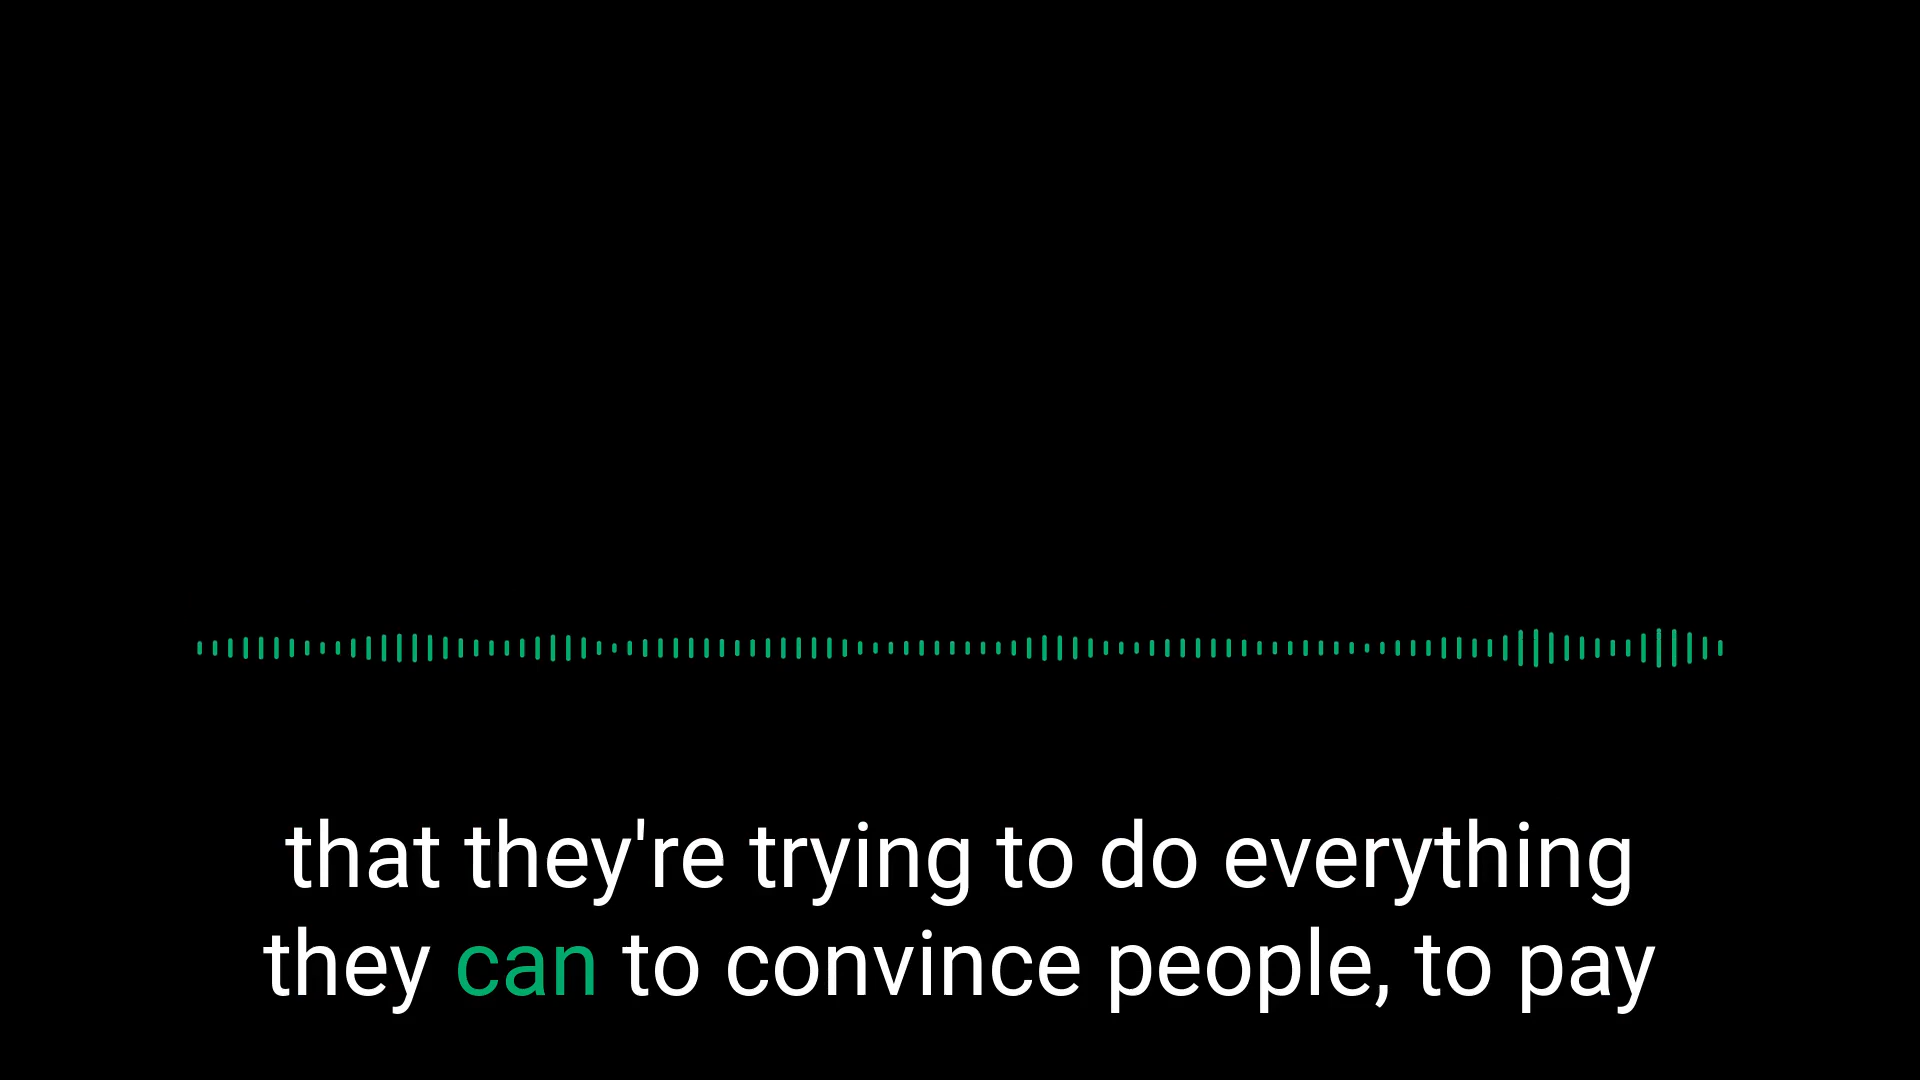 that they're trying to do everything
they can to convince people, to pay